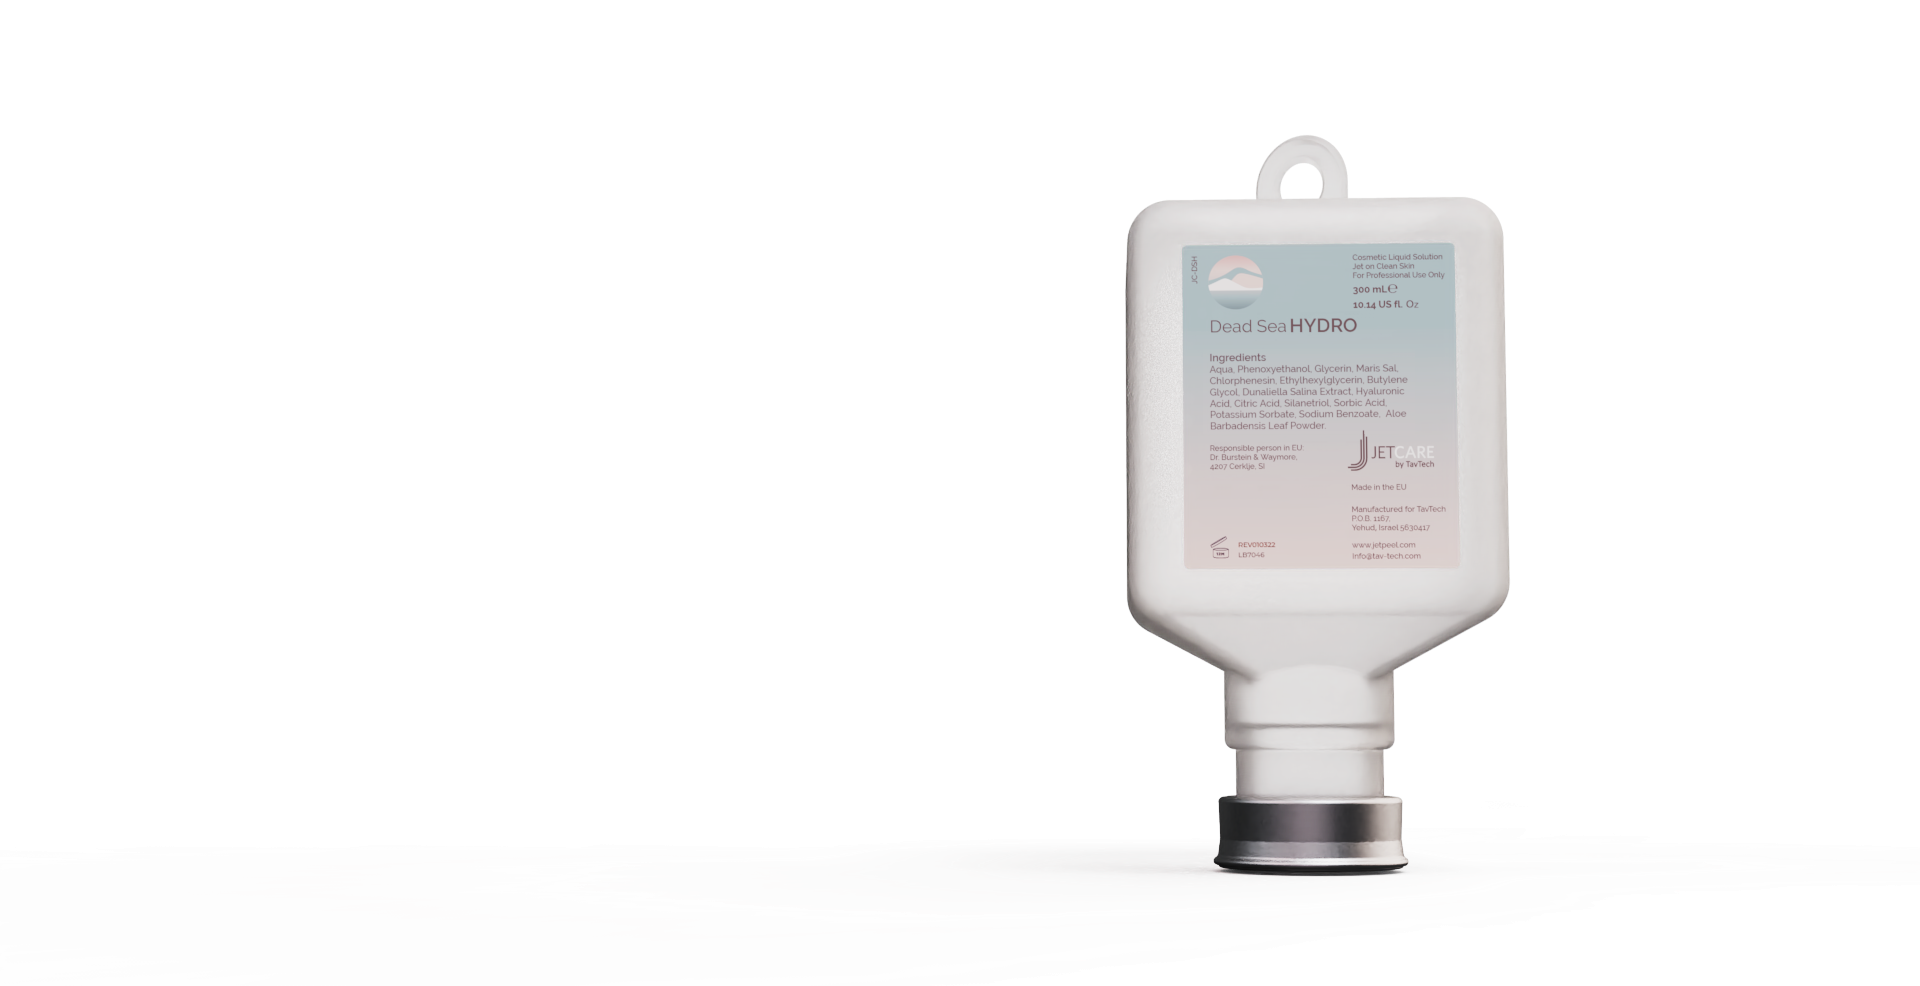 JC-DSH
Cosmetic Liquid Solution
Jet on Clean Skin
For Professional Use Only
300 mL℮
10.14 US fl. Oz
Dead Sea HYDRO
Ingredients
Aqua, Phenoxyethanol, Glycerin, Maris Sal,
Chlorphenesin, Ethylhexylglycerin, Butylene
Glycol, Dunaliella Salina Extract, Hyaluronic
Acid, Citric Acid, Silanetriol, Sorbic Acid,
Potassium Sorbate, Sodium Benzoate, Aloe
Barbadensis Leaf Powder.
Responsible person in EU:
Dr. Burstein & Waymore,
4207 Cerklje, SI
JETCARE
by TavTech
Made in the EU
Manufactured for TavTech
P.O.B. 1167,
Yehud, Israel 5630417
12M
REV010322
LB7046
www.jetpeel.com
info@tav-tech.com